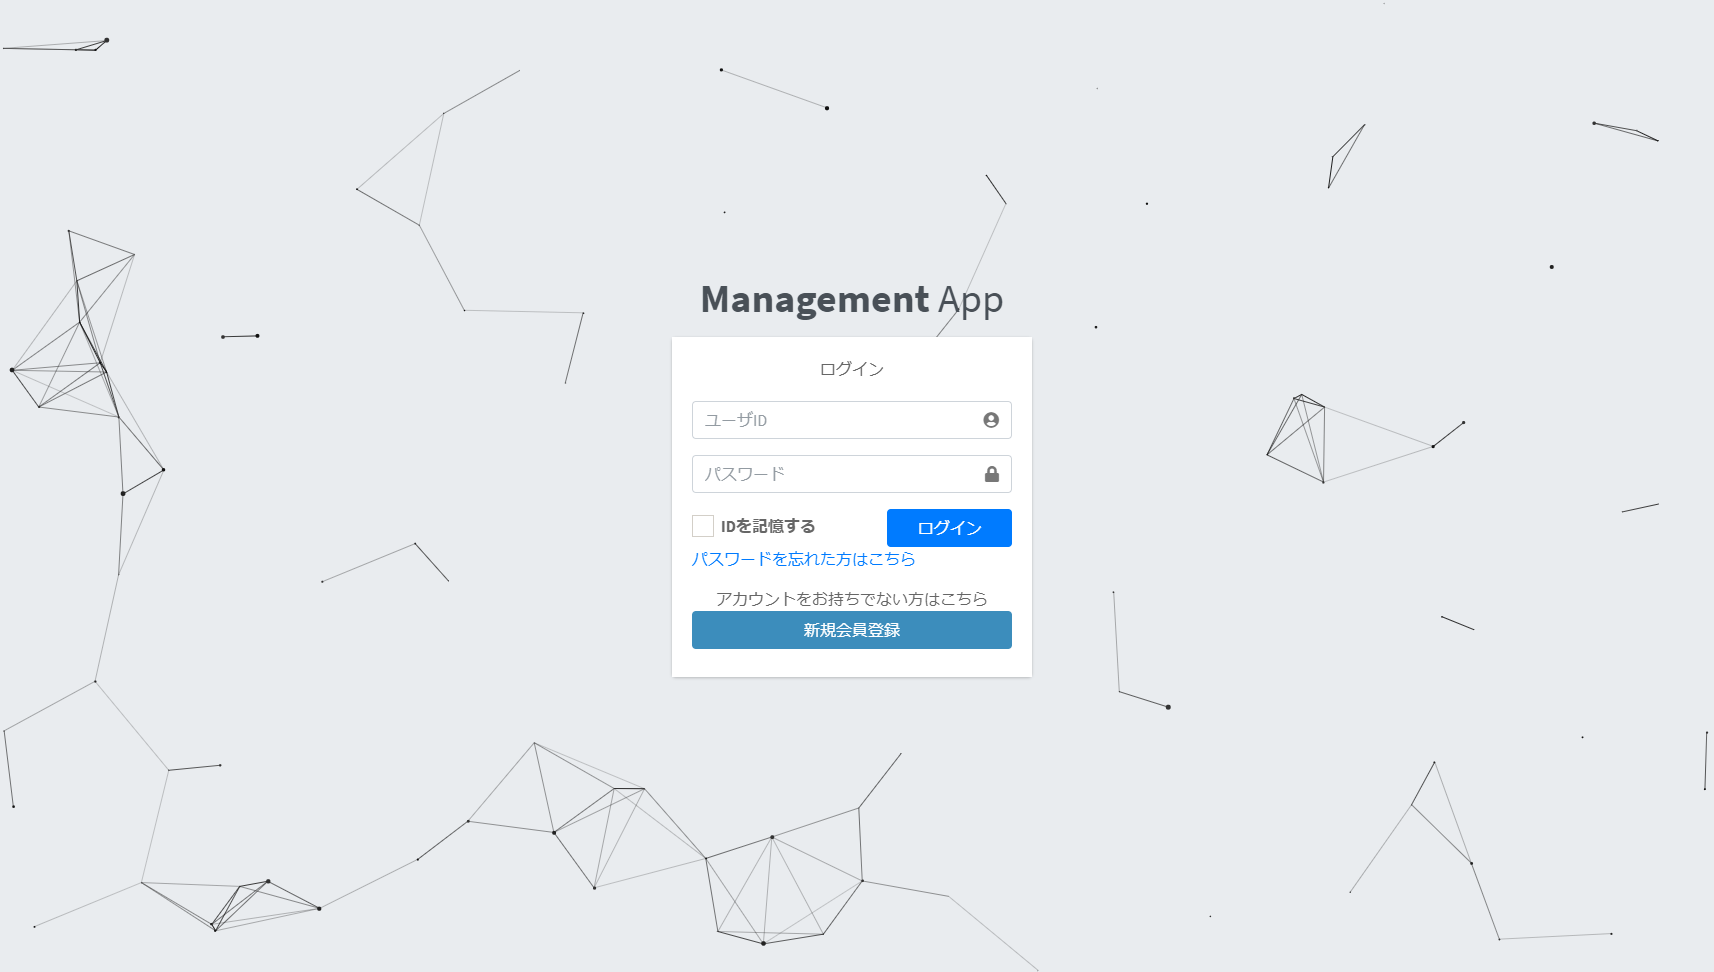 Management App
ログイン
ユーザID
パスワード
IDを記憶する
ログイン
パスワードを忘れた方はこちら
アカウントをお持ちでない方はこちら
新規会員登録